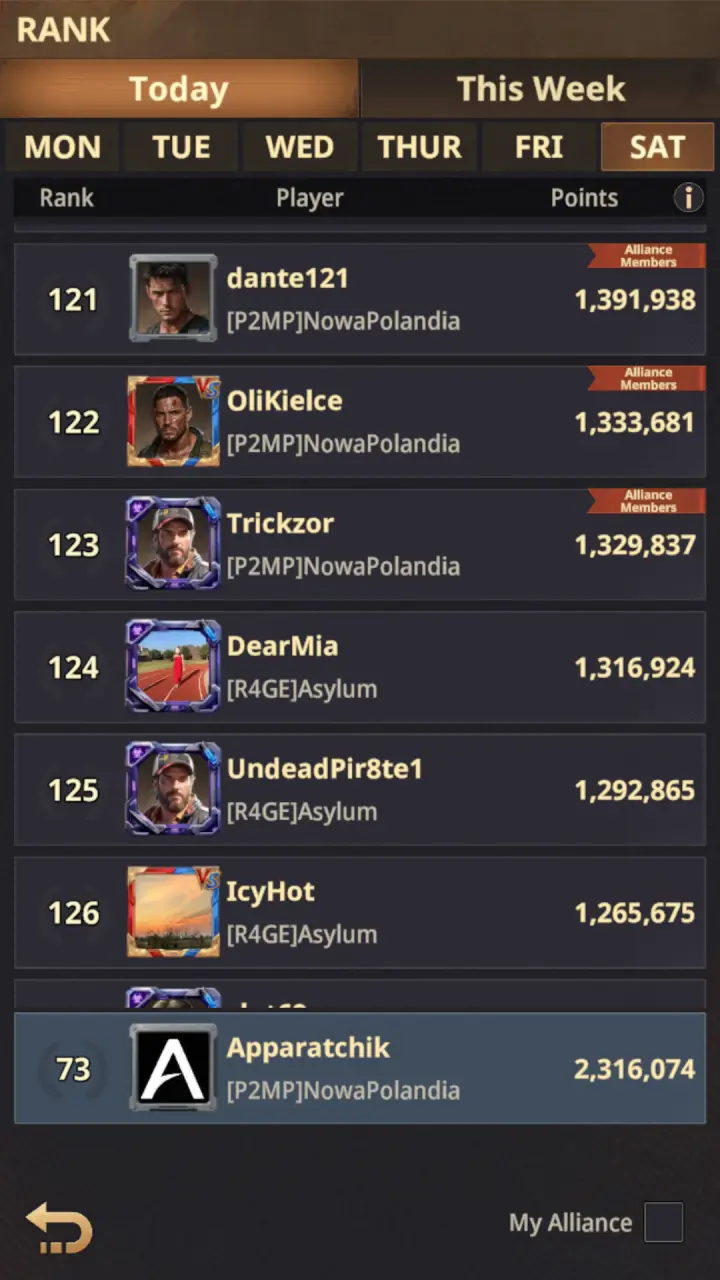 RANK
Today
This Week
MON TUE WED THUR FRI SAT
Rank Player Points i
Alliance
Members
121 dante121 1,391,938
[P2MP]NowaPolandia
Alliance
Members
122 OliKielce 1,333,681
[P2MP]NowaPolandia
Alliance
Members
123 Trickzor 1,329,837
[P2MP]NowaPolandia
124 DearMia 1,316,924
[R4GE]Asylum
125 UndeadPir8te1 1,292,865
[R4GE]Asylum
VS
126 IcyHot 1,265,675
[R4GE]Asylum
73 Apparatchik 2,316,074
[P2MP]NowaPolandia
My Alliance